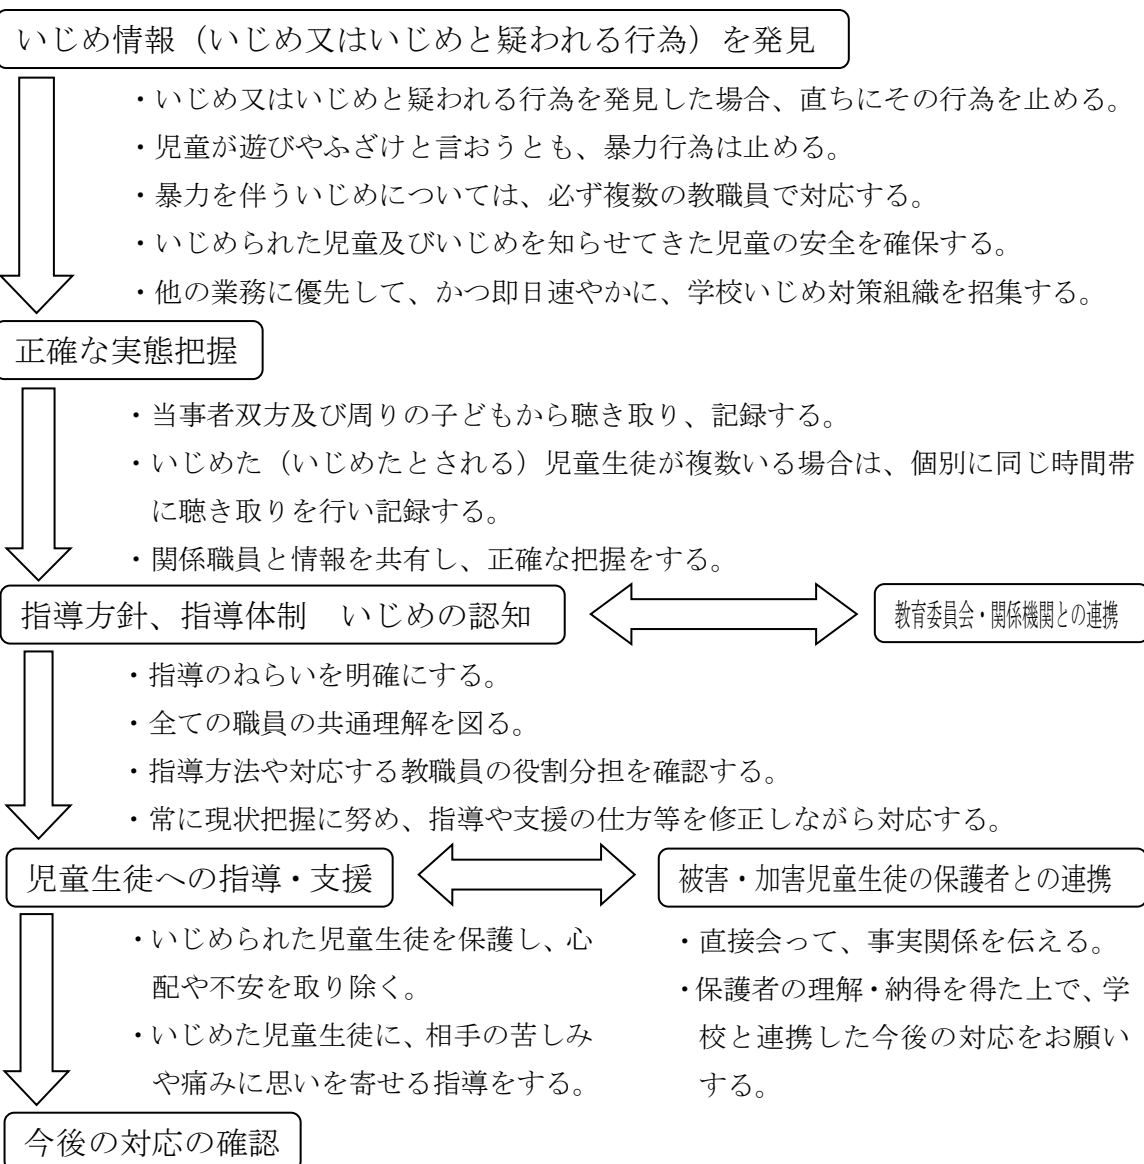 いじめ情報（いじめ又はいじめと疑われる行為）を発見
・いじめ又はいじめと疑われる行為を発見した場合、直ちにその行為を止める。
・児童が遊びやふざけと言おうとも、暴力行為は止める。
・暴力を伴ういじめについては、必ず複数の教職員で対応する。
・いじめられた児童及びいじめを知らせてきた児童の安全を確保する。
・他の業務に優先して、かつ即日速やかに、学校いじめ対策組織を招集する。
正確な実態把握
・当事者双方及び周りの子どもから聴き取り、記録する。
・いじめた（いじめたとされる）児童生徒が複数いる場合は、個別に同じ時間帯
に聴き取りを行い記録する。
・関係職員と情報を共有し、正確な把握をする。
指導方針、指導体制　いじめの認知
教育委員会・関係機関との連携
・指導のねらいを明確にする。
・全ての職員の共通理解を図る。
・指導方法や対応する教職員の役割分担を確認する。
・常に現状把握に努め、指導や支援の仕方等を修正しながら対応する。
児童生徒への指導・支援
被害・加害児童生徒の保護者との連携
・いじめられた児童生徒を保護し、心
配や不安を取り除く。
・いじめた児童生徒に、相手の苦しみ
や痛みに思いを寄せる指導をする。
・直接会って、事実関係を伝える。
・保護者の理解・納得を得た上で、学
校と連携した今後の対応をお願い
する。
今後の対応の確認